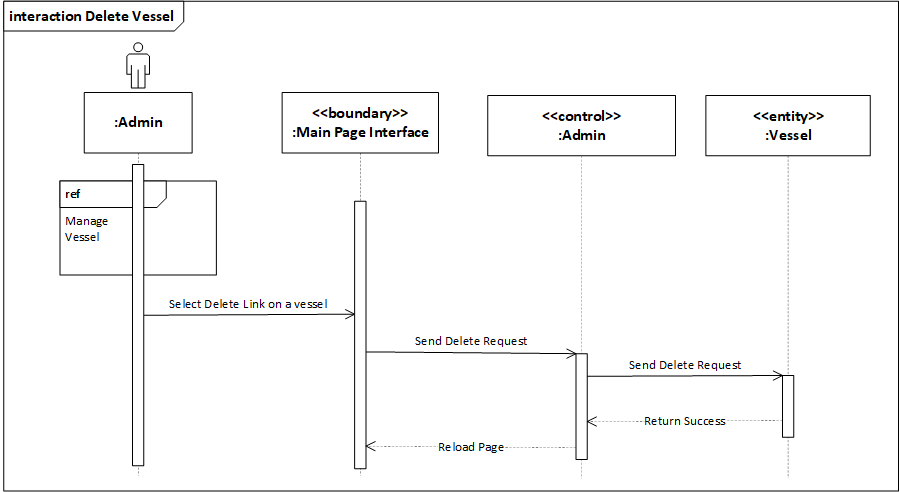 interaction Delete Vessel
:Admin
<<boundary>>
:Main Page Interface
<<control>>
:Admin
<<entity>>
:Vessel
ref
Manage
Vessel
Select Delete Link on a vessel
Send Delete Request
Send Delete Request
Return Success
Reload Page